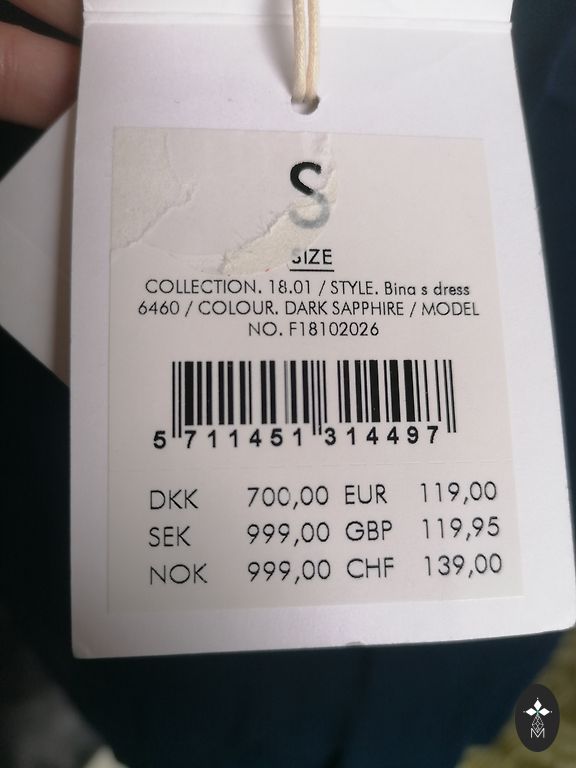 S
SIZE
COLLECTION. 18.01 / STYLE. Bina s dress
6460 / COLOUR. DARK SAPPHIRE / MODEL
NO. F18102026
5 711451 314497
DKK 700,00 EUR 119,00
SEK 999,00 GBP 119,95
NOK 999,00 CHF 139,00
M